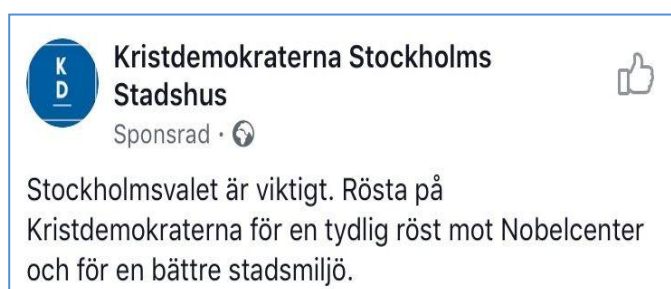 K
D
Kristdemokraterna Stockholms
Stadshus
Sponsrad ·
Stockholmsvalet är viktigt. Rösta på
Kristdemokraterna för en tydlig röst mot Nobelcenter
och för en bättre stadsmiljö.